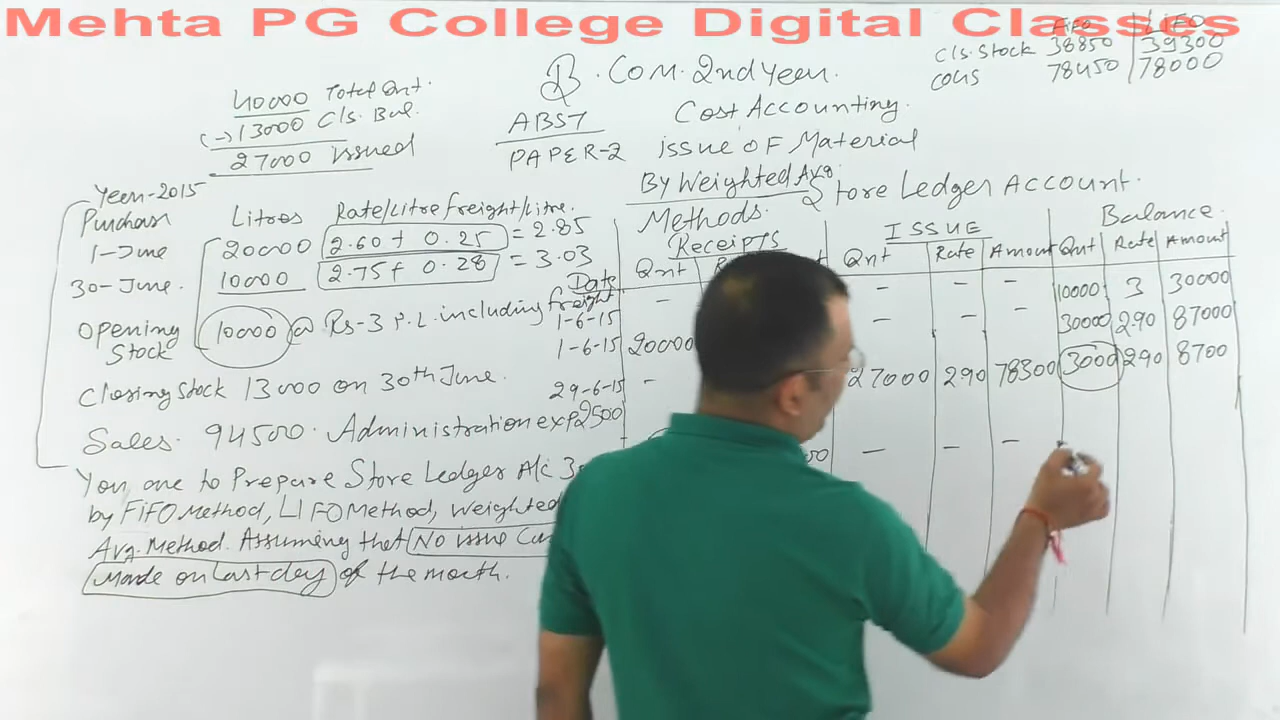 Mehta PG College Digital Classes
FiFO LiFO
Cls. Stock 38850 39300
COGS 78450 78000
B. Com. 2nd Year.
40000 Total Qnt.
(-) 13000 Cls. Bal.
27000 issued
ABST
PAPER-2
Cost Accounting.
issue OF Material
By Weighted Avg.
Methods.
Store Ledger Account.
Year-2015
Purchase Litres Rate/Litre freight/Litre.
1-June 20000 2.60 + 0.25 = 2.85
30-June. 10000 2.75 + 0.28 = 3.03
Opening Stock 10000 @ Rs-3 P.L. including freight
Closing Stock 13000 on 30th June.
Sales. 94500. Administration exp 2500
You are to Prepare Store Ledger A/c
by FiFO Method, LIFO Method, Weighted
Avg. Method. Assuming that No issue
Made on Last day of the month.
Receipts ISSUE Balance.
Date Qnt Qnt Rate Amount Qnt Rate Amount
1-6-15 - - - - 10000 3 30000
1-6-15 20000 - - - 30000 2.90 87000
29-6-15 - 27000 2.90 78300 3000 2.90 8700
- - -